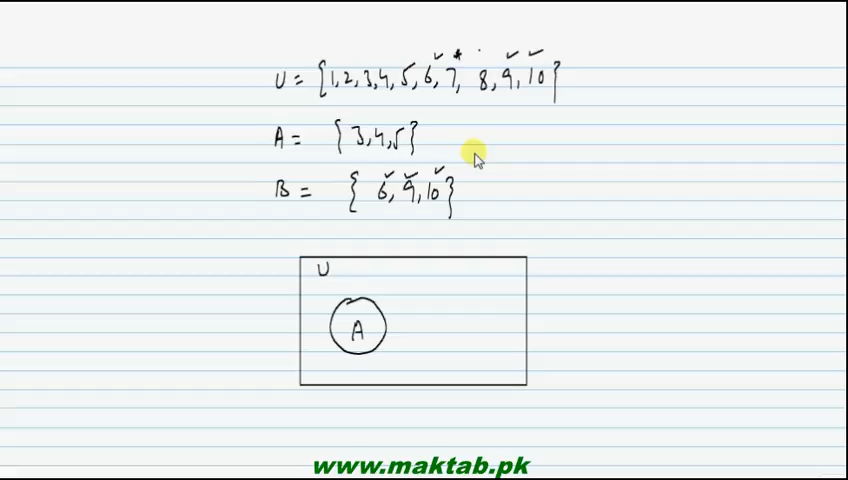 U = {1,2,3,4,5,6,7, 8,9,10}
A = {3,4,5}
B = {6,9,10}
U
A
www.maktab.pk